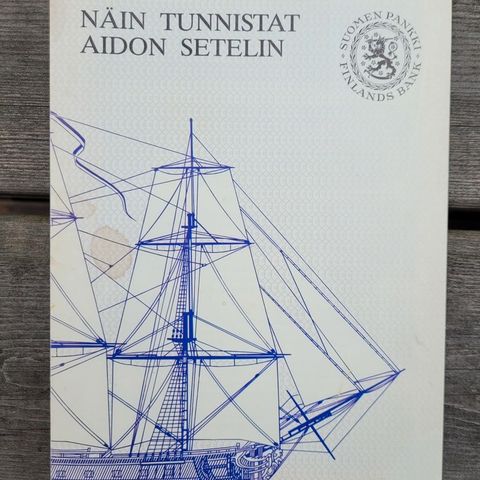 NÄIN TUNNISTAT
AIDON SETELIN
SUOMEN PANKKI
FINLANDS BANK